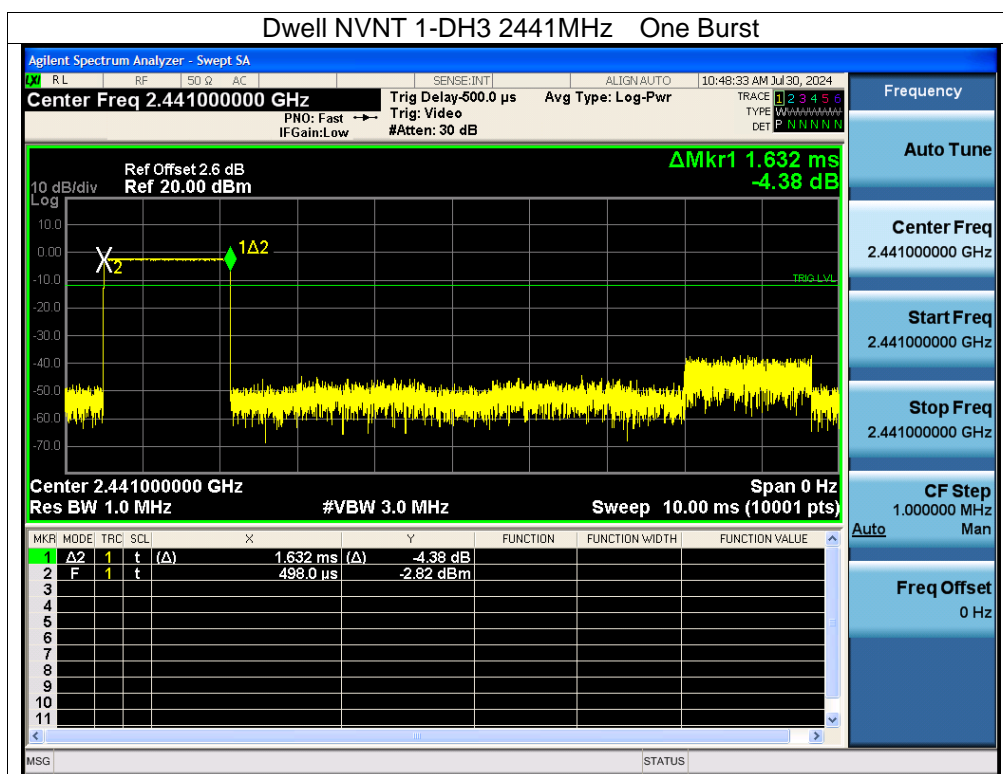 Dwell NVNT 1-DH3 2441MHz One Burst
Agilent Spectrum Analyzer - Swept SA
LXI RL RF 50 Ω AC SENSE:INT ALIGN AUTO 10:48:33 AM Jul 30, 2024
Center Freq 2.441000000 GHz
PNO: Fast
IFGain:Low
Trig Delay-500.0 µs
Trig: Video
#Atten: 30 dB
Avg Type: Log-Pwr
TRACE 1 2 3 4 5 6
TYPE WWWWWW
DET P N N N N N
ΔMkr1 1.632 ms
-4.38 dB
Ref Offset 2.6 dB
10 dB/div Ref 20.00 dBm
Log
10.0
0.00
-10.0
-20.0
-30.0
-40.0
-50.0
-60.0
-70.0
2
1Δ2
TRIG LVL
Center 2.441000000 GHz Span 0 Hz
Res BW 1.0 MHz #VBW 3.0 MHz Sweep 10.00 ms (10001 pts)
MKR MODE TRC SCL X Y FUNCTION FUNCTION WIDTH FUNCTION VALUE
1 Δ2 1 t (Δ) 1.632 ms (Δ) -4.38 dB
2 F 1 t 498.0 µs -2.82 dBm
3
4
5
6
7
8
9
10
11
MSG STATUS
Frequency
Auto Tune
Center Freq
2.441000000 GHz
Start Freq
2.441000000 GHz
Stop Freq
2.441000000 GHz
CF Step
1.000000 MHz
Auto Man
Freq Offset
0 Hz